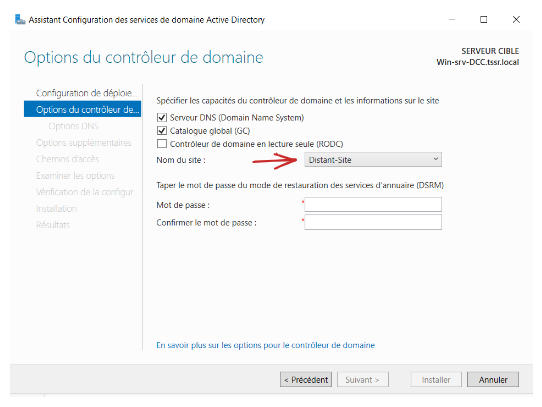 Assistant Configuration des services de domaine Active Directory
Options du contrôleur de domaine
SERVEUR CIBLE
Win-srv-DCC.tssr.local
Configuration de déploie...
Options du contrôleur de...
Options DNS
Options supplémentaires
Chemins d'accès
Examiner les options
Vérification de la configur
Installation
Résultats
Spécifier les capacités du contrôleur de domaine et les informations sur le site
Serveur DNS (Domain Name System)
Catalogue global (GC)
Contrôleur de domaine en lecture seule (RODC)
Nom du site : Distant-Site
Taper le mot de passe du mode de restauration des services d'annuaire (DSRM)
Mot de passe : *
Confirmer le mot de passe : *
En savoir plus sur les options pour le contrôleur de domaine
< Précédent Suivant > Installer Annuler